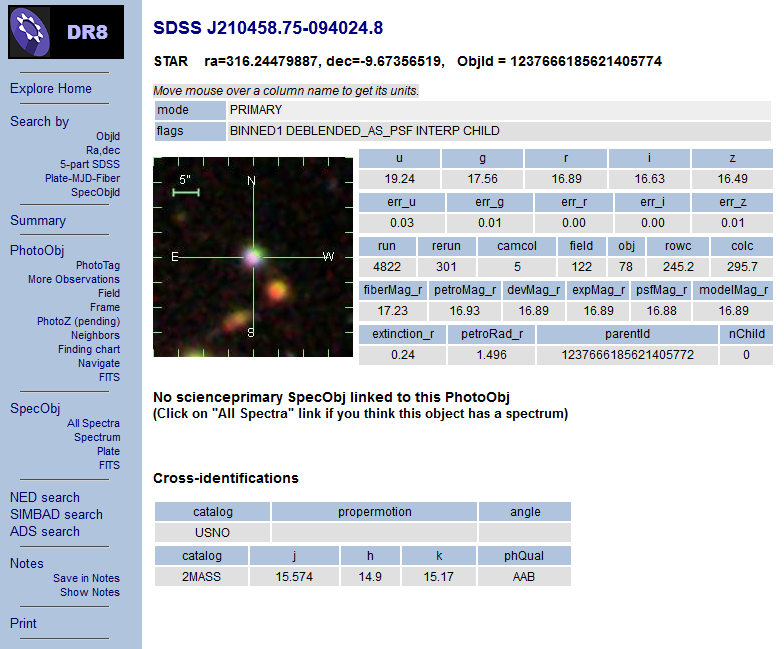 DR8
Explore Home
Search by
ObjId
Ra,dec
5-part SDSS
Plate-MJD-Fiber
SpecObjId
Summary
PhotoObj
PhotoTag
More Observations
Field
Frame
PhotoZ (pending)
Neighbors
Finding chart
Navigate
FITS
SpecObj
All Spectra
Spectrum
Plate
FITS
NED search
SIMBAD search
ADS search
Notes
Save in Notes
Show Notes
Print
SDSS J210458.75-094024.8
STAR ra=316.24479887, dec=-9.67356519, ObjId = 1237666185621405774
Move mouse over a column name to get its units.
mode PRIMARY
flags BINNED1 DEBLENDED_AS_PSF INTERP CHILD
5"
N
E W
S
u g r i z
19.24 17.56 16.89 16.63 16.49
err_u err_g err_r err_i err_z
0.03 0.01 0.00 0.00 0.01
run rerun camcol field obj rowc colc
4822 301 5 122 78 245.2 295.7
fiberMag_r petroMag_r devMag_r expMag_r psfMag_r modelMag_r
17.23 16.93 16.89 16.89 16.88 16.89
extinction_r petroRad_r parentId nChild
0.24 1.496 1237666185621405772 0
No scienceprimary SpecObj linked to this PhotoObj
(Click on "All Spectra" link if you think this object has a spectrum)
Cross-identifications
catalog propermotion angle
USNO
catalog j h k phQual
2MASS 15.574 14.9 15.17 AAB